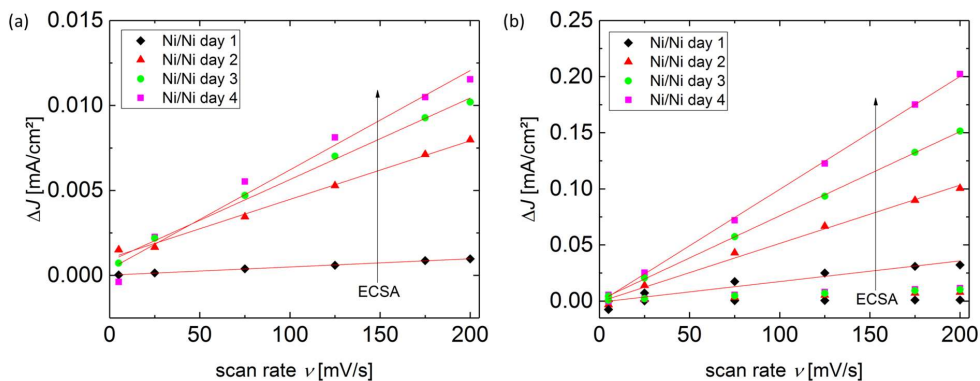 (a)
0.015
0.010
0.005
0.000
ΔJ [mA/cm²]
Ni/Ni day 1
Ni/Ni day 2
Ni/Ni day 3
Ni/Ni day 4
ECSA
0 50 100 150 200
scan rate ν [mV/s]
(b)
0.25
0.20
0.15
0.10
0.05
0.00
ΔJ [mA/cm²]
Ni/Ni day 1
Ni/Ni day 2
Ni/Ni day 3
Ni/Ni day 4
ECSA
0 50 100 150 200
scan rate ν [mV/s]